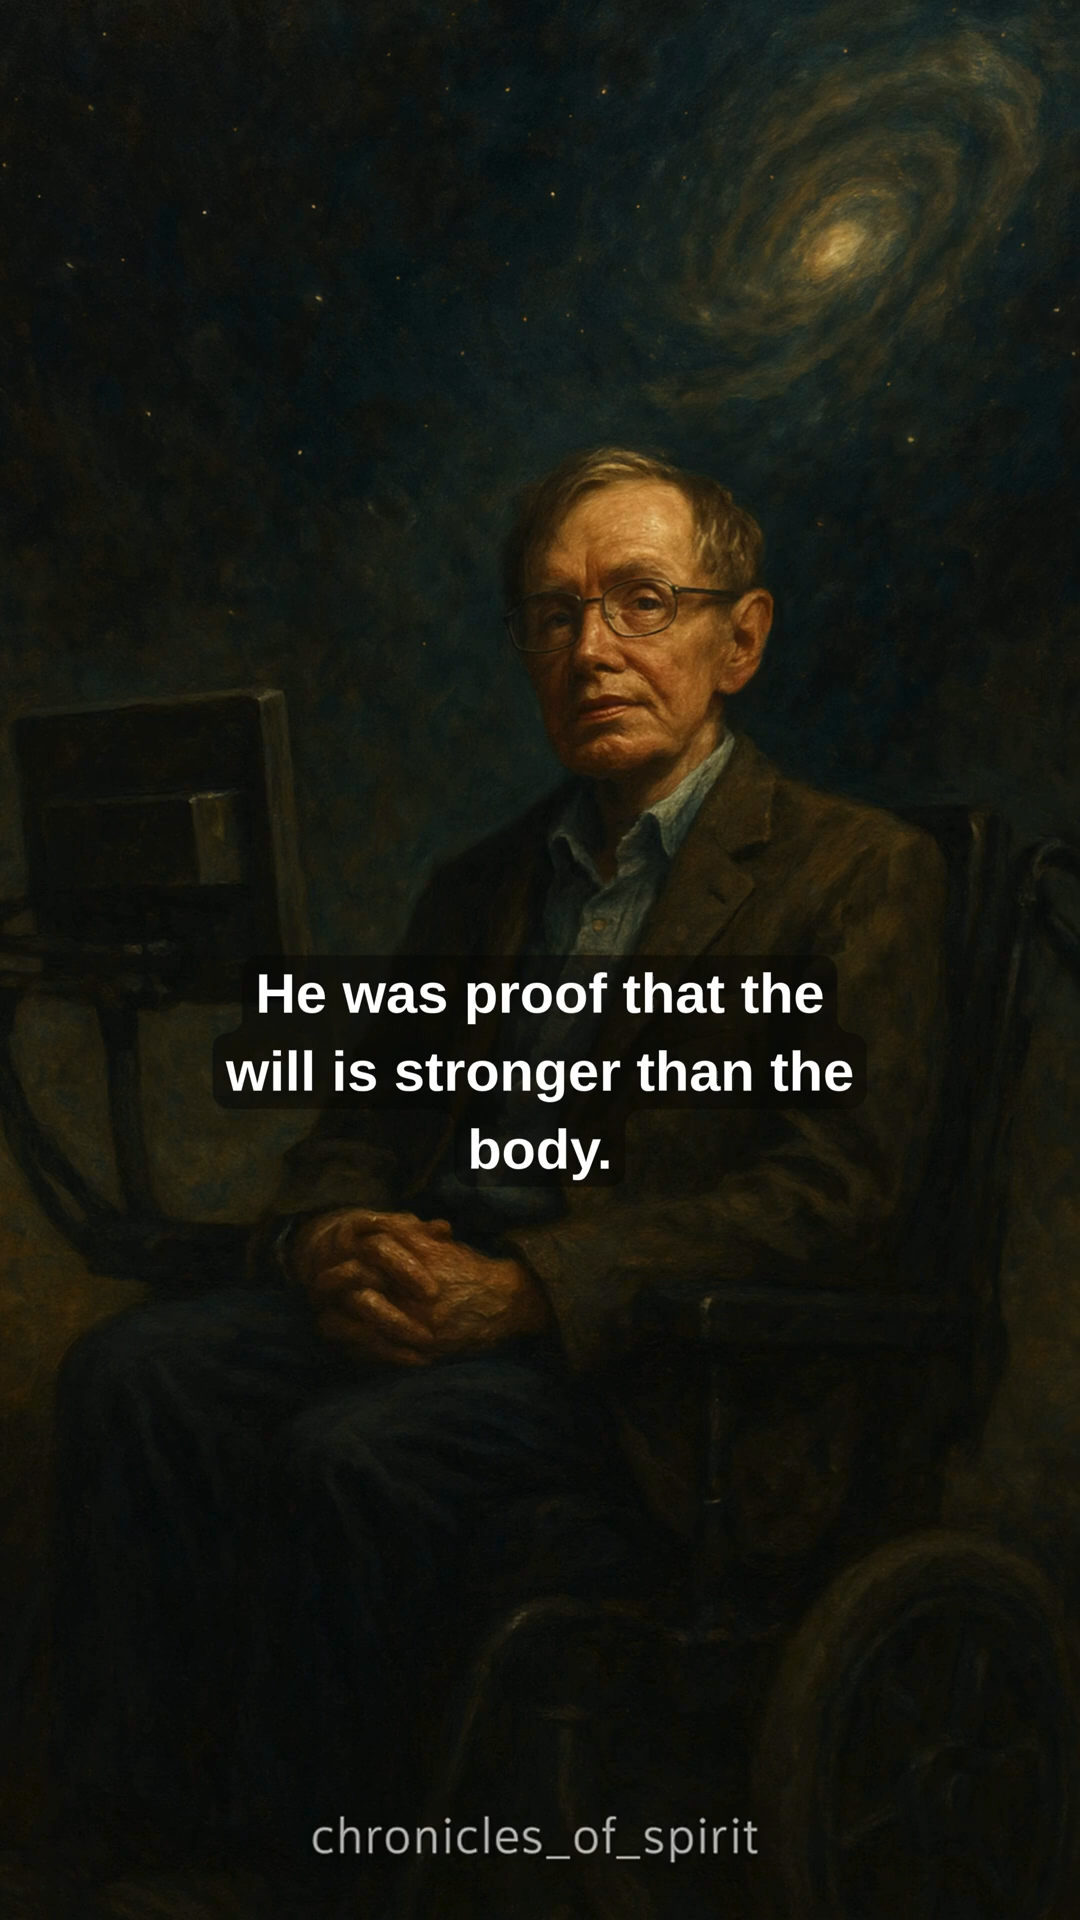 He was proof that the
will is stronger than the
body.
chronicles_of_spirit